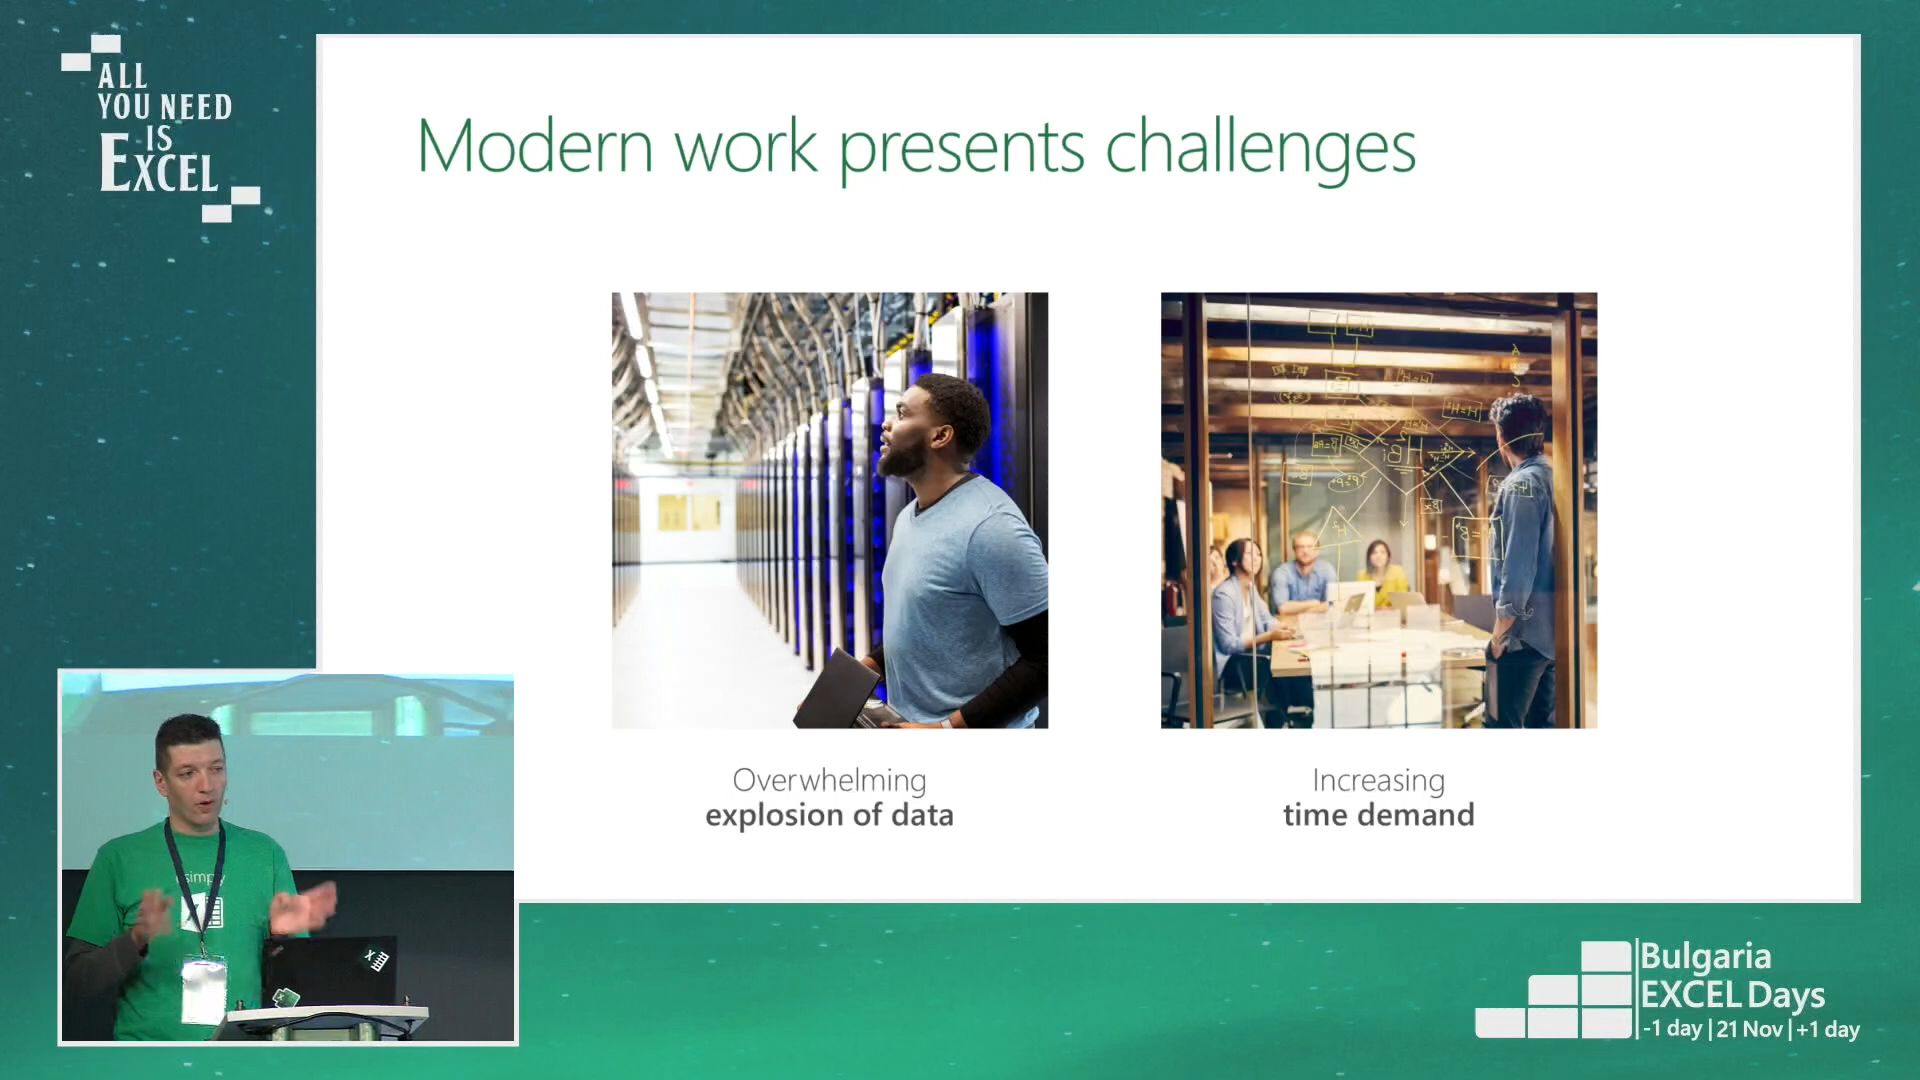 ALL
YOU NEED
IS
EXCEL
Modern work presents challenges
Overwhelming
explosion of data
Increasing
time demand
Bulgaria
EXCEL Days
-1 day | 21 Nov | +1 day